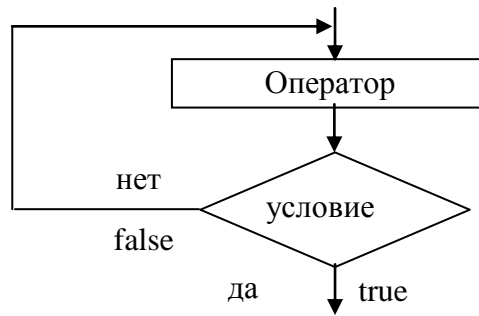 Оператор
нет
условие
false
да
true